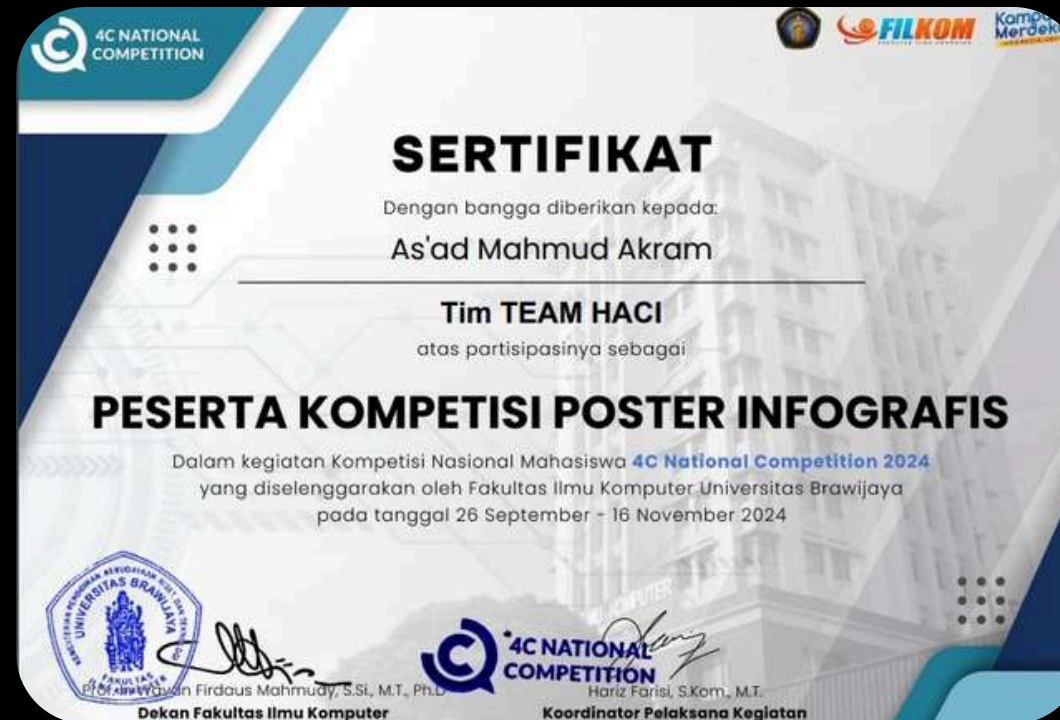 4C NATIONAL
COMPETITION
FILKOM
SERTIFIKAT
Dengan bangga diberikan kepada:
As'ad Mahmud Akram
Tim TEAM HACI
atas partisipasinya sebagai
PESERTA KOMPETISI POSTER INFOGRAFIS
Dalam kegiatan Kompetisi Nasional Mahasiswa 4C National Competition 2024
yang diselenggarakan oleh Fakultas Ilmu Komputer Universitas Brawijaya
pada tanggal 26 September - 16 November 2024
UNIVERSITAS BRAWIJAYA
FAKULTAS
ILMU KOMPUTER
4C NATIONAL
COMPETITION
Firdaus Mahmudy, S.Si., M.T., Ph.D
Dekan Fakultas Ilmu Komputer
Hariz Farisi, S.Kom., M.T.
Koordinator Pelaksana Kegiatan